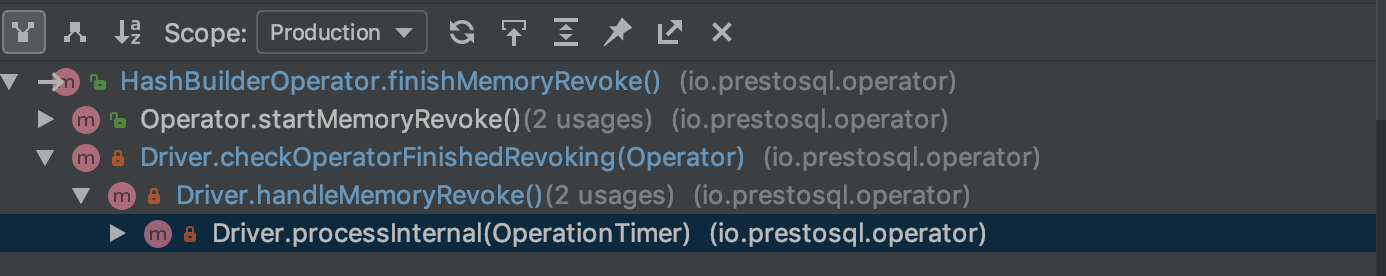 Scope: Production
HashBuilderOperator.finishMemoryRevoke() (io.prestosql.operator)
Operator.startMemoryRevoke()(2 usages) (io.prestosql.operator)
Driver.checkOperatorFinishedRevoking(Operator) (io.prestosql.operator)
Driver.handleMemoryRevoke()(2 usages) (io.prestosql.operator)
Driver.processInternal(OperationTimer) (io.prestosql.operator)